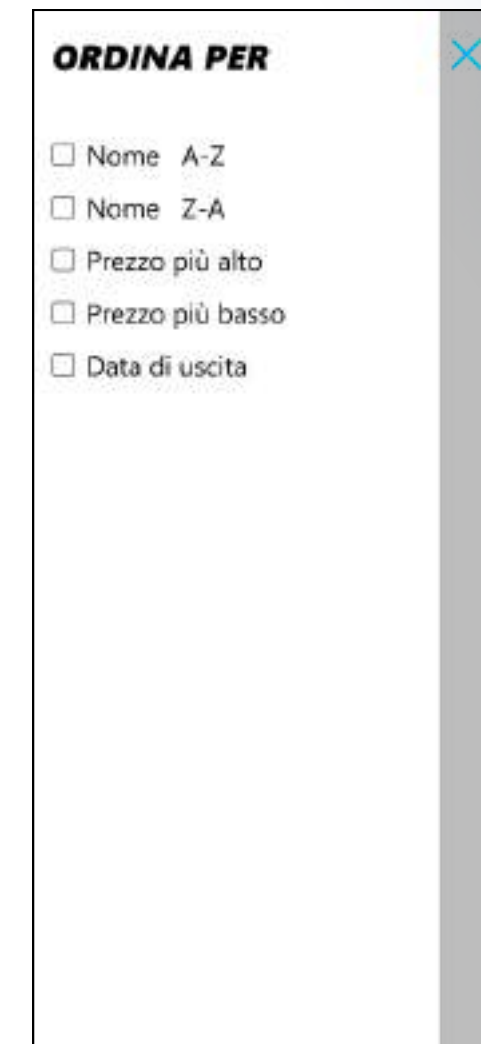 ORDINA PER
Nome A-Z
Nome Z-A
Prezzo più alto
Prezzo più basso
Data di uscita